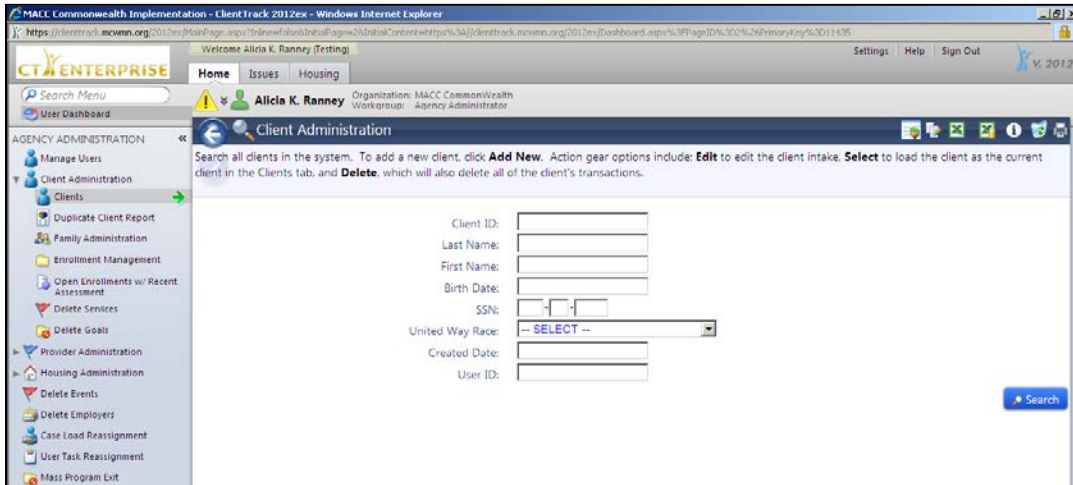 MACC Commonwealth Implementation - ClientTrack 2012ex - Windows Internet Explorer
Welcome Alicia K. Ranney (Testing)
Settings Help Sign Out
CT ENTERPRISE
V. 2012
Home Issues Housing
Search Menu
User Dashboard
Alicia K. Ranney
Organization: MACC CommonWealth
Workgroup: Agency Administrator
Client Administration
Search all clients in the system. To add a new client, click Add New. Action gear options include: Edit to edit the client intake, Select to load the client as the current
client in the Clients tab, and Delete, which will also delete all of the client's transactions.
AGENCY ADMINISTRATION
Manage Users
Client Administration
Clients
Duplicate Client Report
Family Administration
Enrollment Management
Open Enrollments w/ Recent
Assessment
Delete Services
Delete Goals
Provider Administration
Housing Administration
Delete Events
Delete Employers
Case Load Reassignment
User Task Reassignment
Mass Program Exit
Client ID:
Last Name:
First Name:
Birth Date:
SSN: - -
United Way Race: -- SELECT --
Created Date:
User ID:
Search